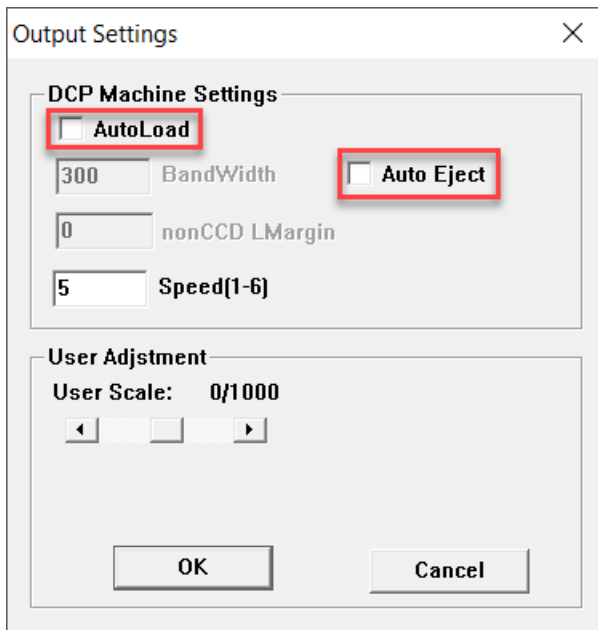 Output Settings
DCP Machine Settings
AutoLoad
300 BandWidth
Auto Eject
0 nonCCD LMargin
5 Speed(1-6)
User Adjstment
User Scale: 0/1000
OK
Cancel